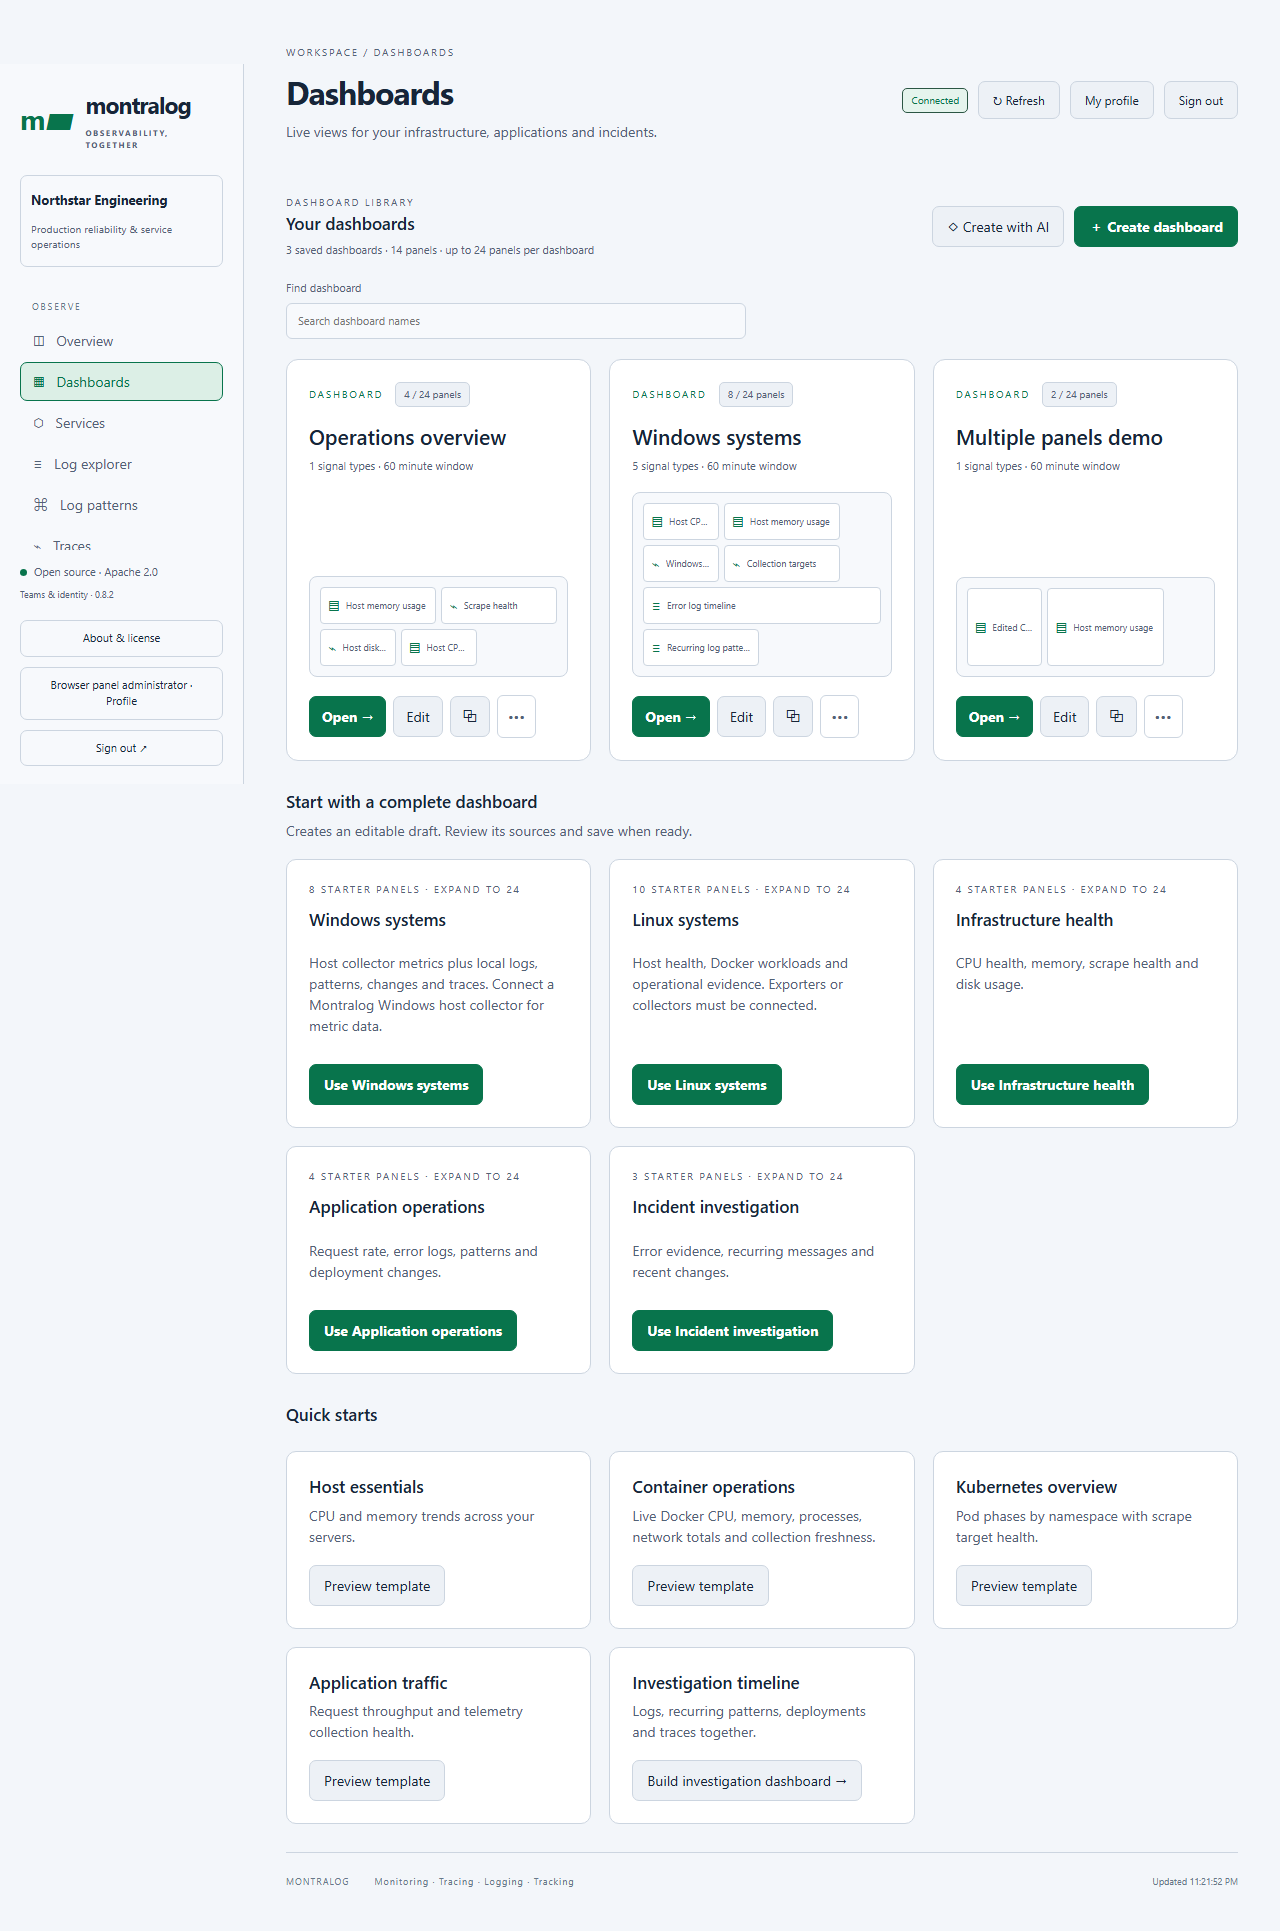 WORKSPACE / DASHBOARDS
Dashboards
Live views for your infrastructure, applications and incidents.
Connected
↻ Refresh
My profile
Sign out
m
montralog
OBSERVABILITY,
TOGETHER
Northstar Engineering
Production reliability & service
operations
OBSERVE
Overview
Dashboards
Services
Log explorer
Log patterns
Traces
Open source · Apache 2.0
Teams & identity · 0.8.2
About & license
Browser panel administrator ·
Profile
Sign out ↗
DASHBOARD LIBRARY
Your dashboards
3 saved dashboards · 14 panels · up to 24 panels per dashboard
◇ Create with AI
+ Create dashboard
Find dashboard
Search dashboard names
DASHBOARD
4 / 24 panels
Operations overview
1 signal types · 60 minute window
Host memory usage
Scrape health
Host disk...
Host CP...
Open →
Edit
•••
DASHBOARD
8 / 24 panels
Windows systems
5 signal types · 60 minute window
Host CP...
Host memory usage
Windows...
Collection targets
Error log timeline
Recurring log patte...
Open →
Edit
•••
DASHBOARD
2 / 24 panels
Multiple panels demo
1 signal types · 60 minute window
Edited C...
Host memory usage
Open →
Edit
•••
Start with a complete dashboard
Creates an editable draft. Review its sources and save when ready.
8 STARTER PANELS · EXPAND TO 24
Windows systems
Host collector metrics plus local logs,
patterns, changes and traces. Connect a
Montralog Windows host collector for
metric data.
Use Windows systems
10 STARTER PANELS · EXPAND TO 24
Linux systems
Host health, Docker workloads and
operational evidence. Exporters or
collectors must be connected.
Use Linux systems
4 STARTER PANELS · EXPAND TO 24
Infrastructure health
CPU health, memory, scrape health and
disk usage.
Use Infrastructure health
4 STARTER PANELS · EXPAND TO 24
Application operations
Request rate, error logs, patterns and
deployment changes.
Use Application operations
3 STARTER PANELS · EXPAND TO 24
Incident investigation
Error evidence, recurring messages and
recent changes.
Use Incident investigation
Quick starts
Host essentials
CPU and memory trends across your
servers.
Preview template
Container operations
Live Docker CPU, memory, processes,
network totals and collection freshness.
Preview template
Kubernetes overview
Pod phases by namespace with scrape
target health.
Preview template
Application traffic
Request throughput and telemetry
collection health.
Preview template
Investigation timeline
Logs, recurring patterns, deployments
and traces together.
Build investigation dashboard →
MONTRALOG
Monitoring · Tracing · Logging · Tracking
Updated 11:21:52 PM